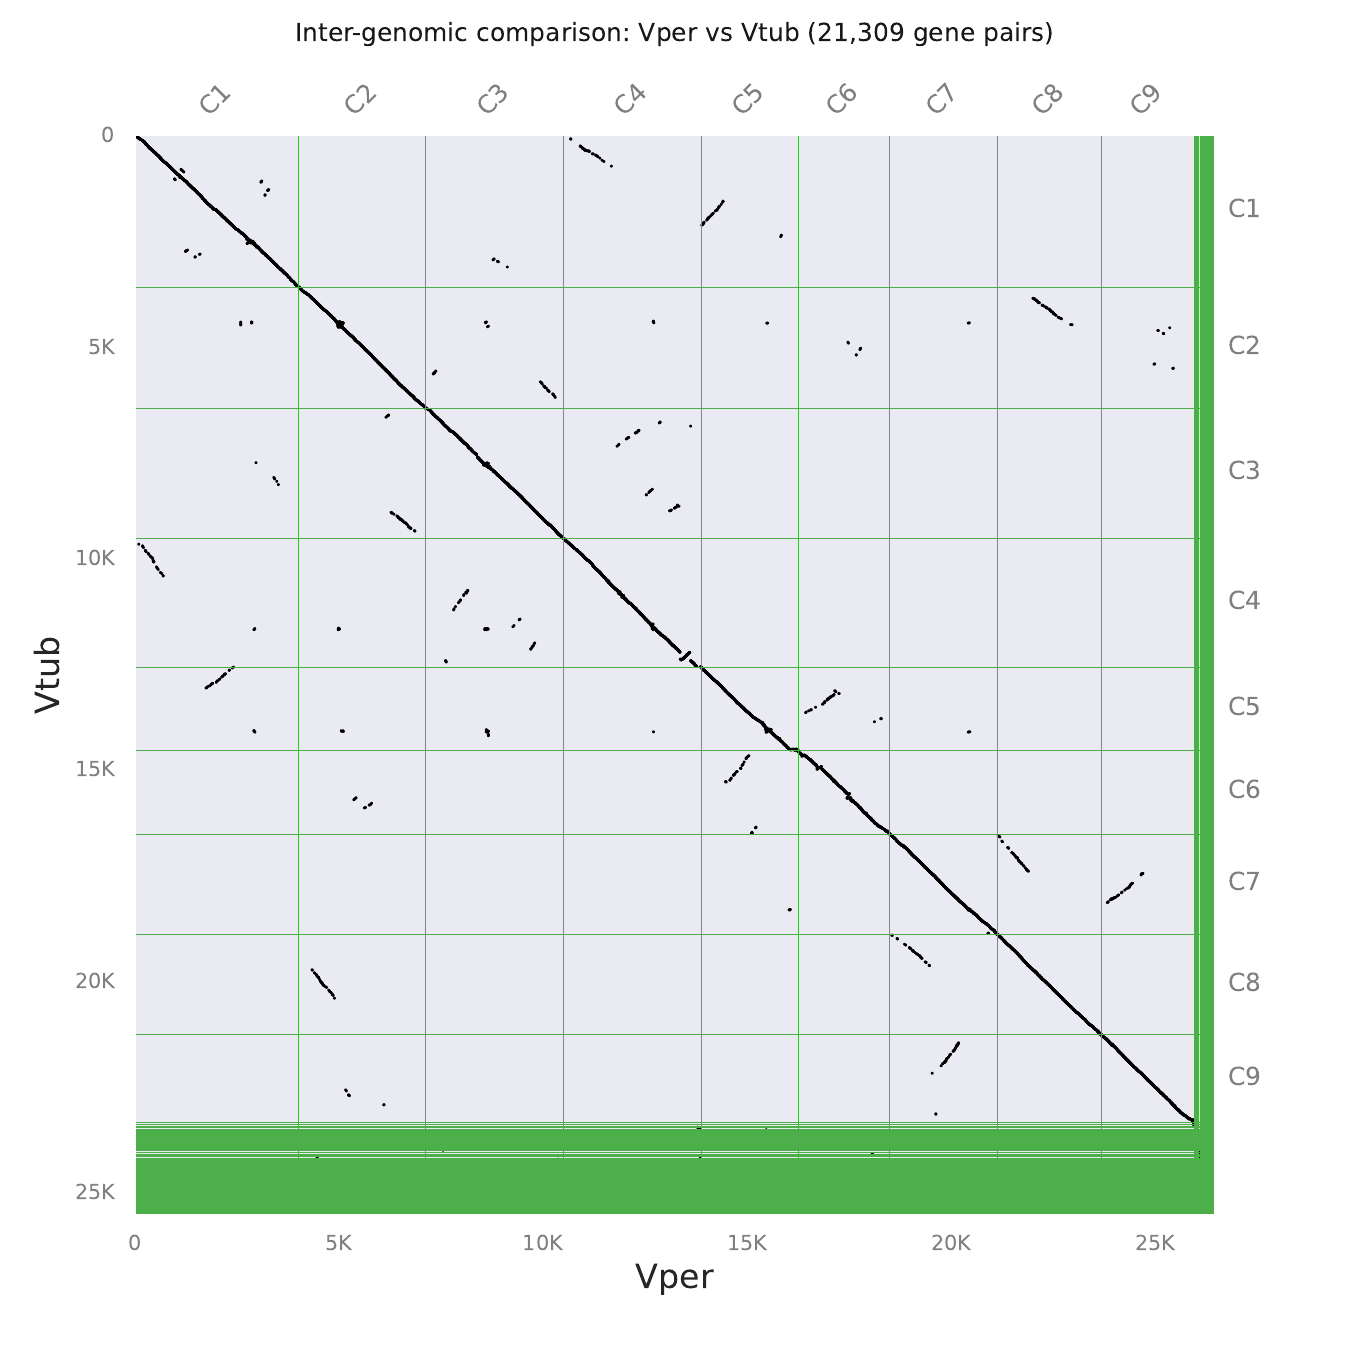 Inter-genomic comparison: Vper vs Vtub (21,309 gene pairs)
C1 C2 C3 C4 C5 C6 C7 C8 C9
0
C1
C2
5K
C3
10K
C4
Vtub
C5
15K
C6
C7
20K
C8
C9
25K
0 5K 10K 15K 20K 25K
Vper